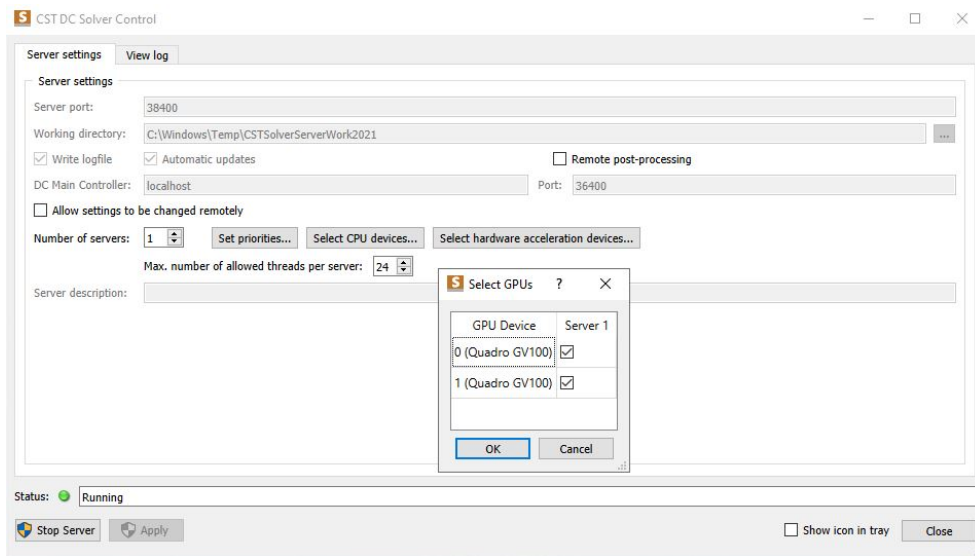 CST DC Solver Control
Server settings View log
Server settings
Server port: 38400
Working directory: C:\Windows\Temp\CSTSolverServerWork2021 ...
Write logfile Automatic updates Remote post-processing
DC Main Controller: localhost Port: 36400
Allow settings to be changed remotely
Number of servers: 1 Set priorities... Select CPU devices... Select hardware acceleration devices...
Max. number of allowed threads per server: 24
Server description:
Select GPUs ?
GPU Device Server 1
0 (Quadro GV100)
1 (Quadro GV100)
OK Cancel
Status: Running
Stop Server Apply Show icon in tray Close